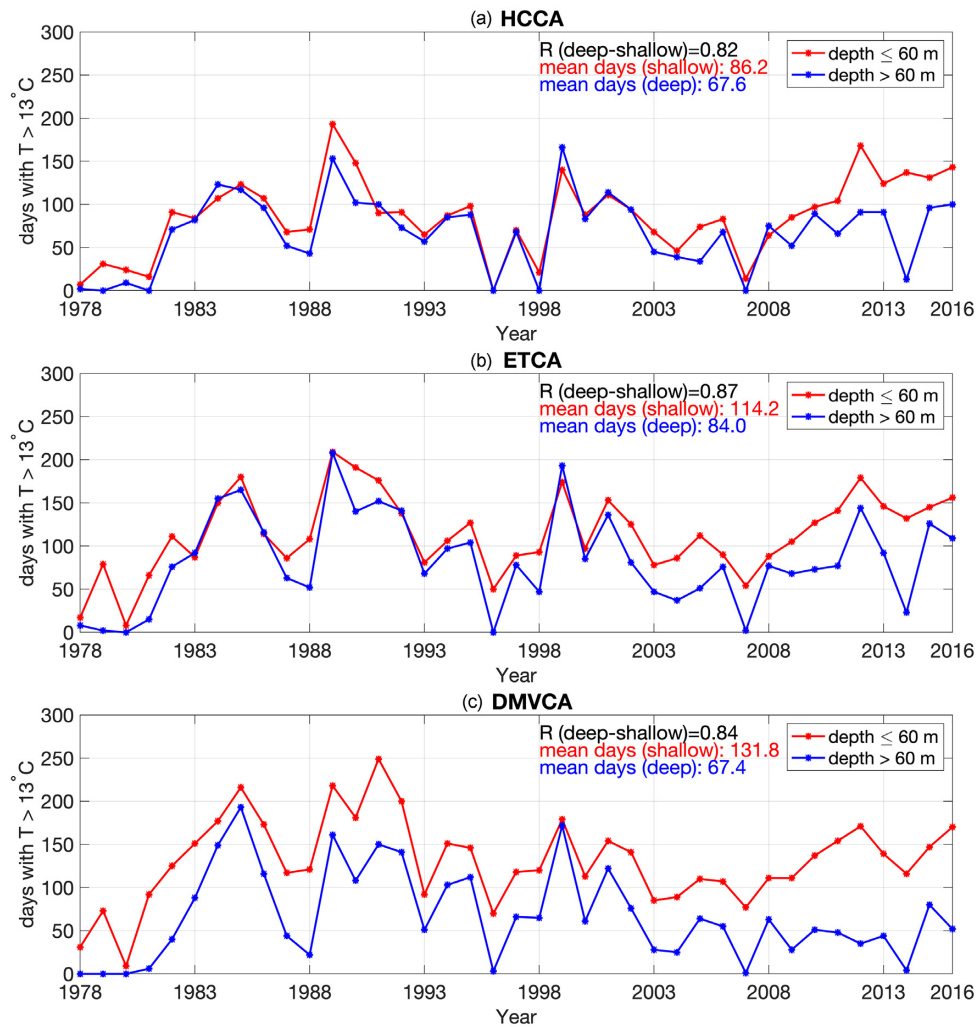 (a) HCCA
300
250
200
150
100
50
0
days with T > 13°C
R (deep-shallow)=0.82
mean days (shallow): 86.2
mean days (deep): 67.6
depth ≤ 60 m
depth > 60 m
1978 1983 1988 1993 1998 2003 2008 2013 2016
Year
(b) ETCA
300
250
200
150
100
50
0
days with T > 13°C
R (deep-shallow)=0.87
mean days (shallow): 114.2
mean days (deep): 84.0
depth ≤ 60 m
depth > 60 m
1978 1983 1988 1993 1998 2003 2008 2013 2016
Year
(c) DMVCA
300
250
200
150
100
50
0
days with T > 13°C
R (deep-shallow)=0.84
mean days (shallow): 131.8
mean days (deep): 67.4
depth ≤ 60 m
depth > 60 m
1978 1983 1988 1993 1998 2003 2008 2013 2016
Year